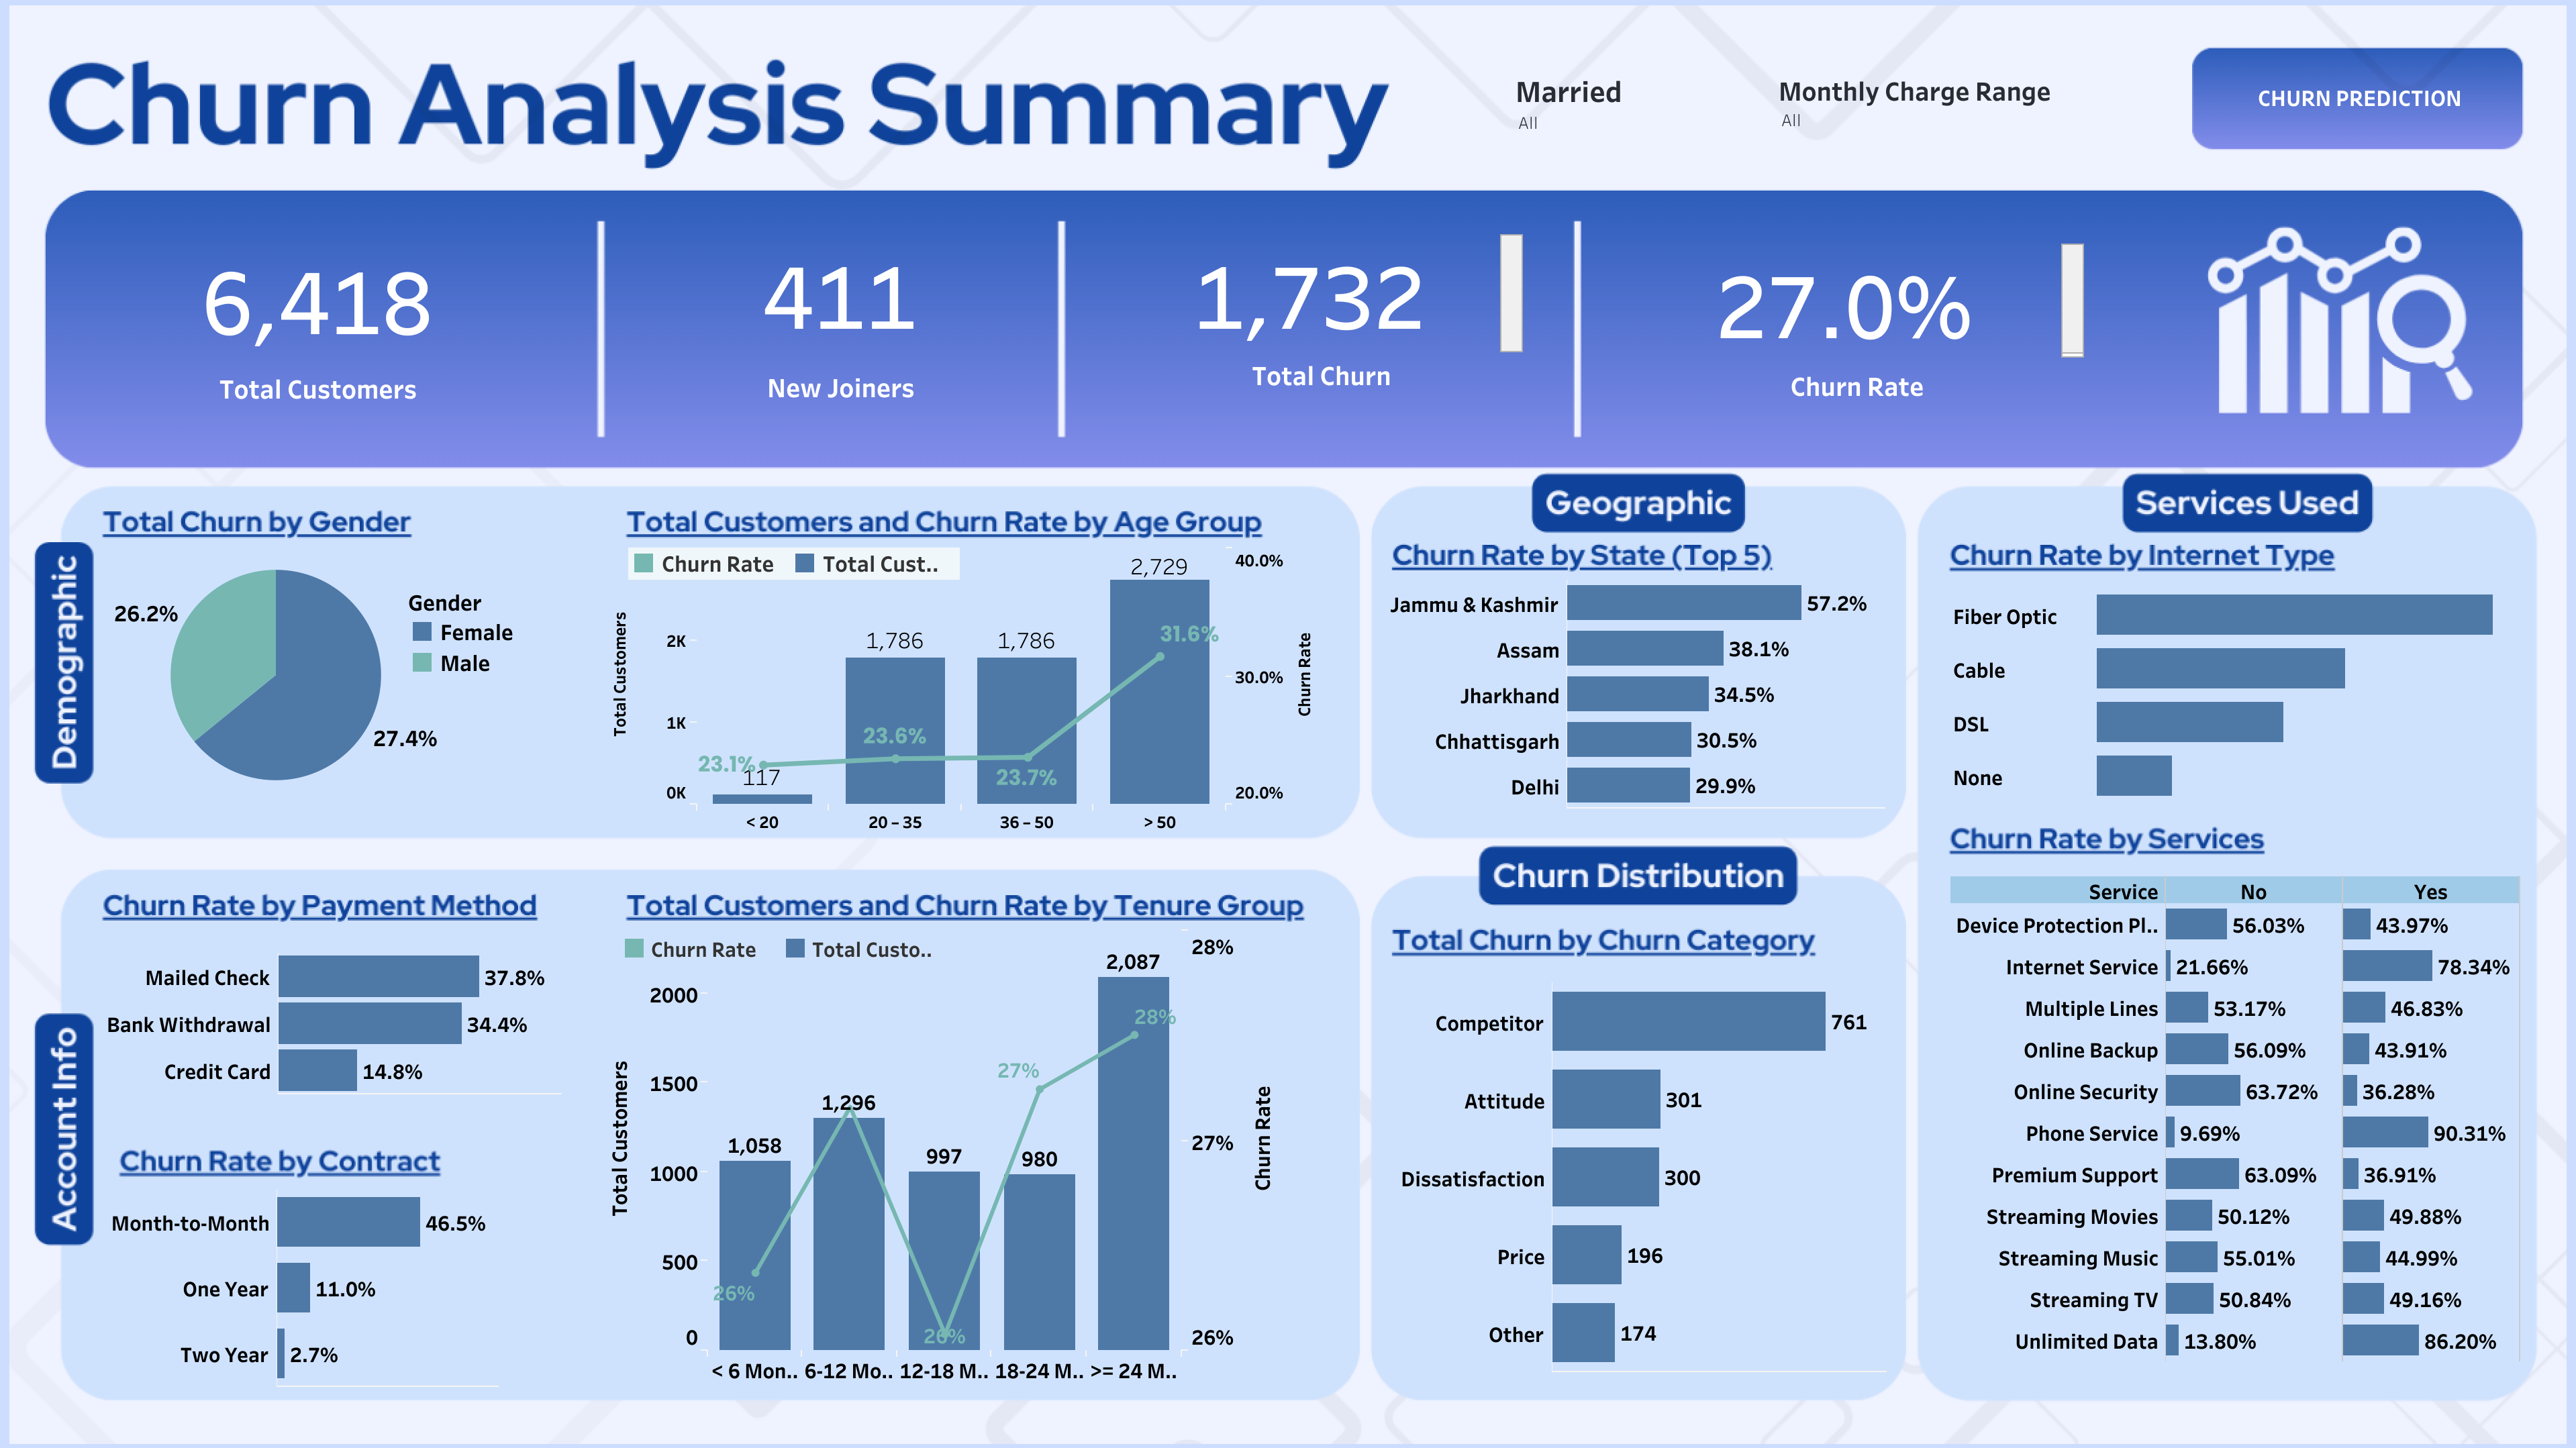 Churn Analysis Summary
Married
All
Monthly Charge Range
All
CHURN PREDICTION
6,418
Total Customers
411
New Joiners
1,732
Total Churn
27.0%
Churn Rate
Demographic
Total Churn by Gender
26.2%
27.4%
Gender
Female
Male
Total Customers and Churn Rate by Age Group
Churn Rate
Total Cust..
Total Customers
2K
1K
0K
117
1,786
1,786
2,729
23.1%
23.6%
23.7%
31.6%
40.0%
30.0%
20.0%
Churn Rate
< 20
20 – 35
36 – 50
> 50
Geographic
Churn Rate by State (Top 5)
Jammu & Kashmir 57.2%
Assam 38.1%
Jharkhand 34.5%
Chhattisgarh 30.5%
Delhi 29.9%
Services Used
Churn Rate by Internet Type
Fiber Optic
Cable
DSL
None
Churn Rate by Services
Service No Yes
Device Protection Pl.. 56.03% 43.97%
Internet Service 21.66% 78.34%
Multiple Lines 53.17% 46.83%
Online Backup 56.09% 43.91%
Online Security 63.72% 36.28%
Phone Service 9.69% 90.31%
Premium Support 63.09% 36.91%
Streaming Movies 50.12% 49.88%
Streaming Music 55.01% 44.99%
Streaming TV 50.84% 49.16%
Unlimited Data 13.80% 86.20%
Account Info
Churn Rate by Payment Method
Mailed Check 37.8%
Bank Withdrawal 34.4%
Credit Card 14.8%
Churn Rate by Contract
Month-to-Month 46.5%
One Year 11.0%
Two Year 2.7%
Total Customers and Churn Rate by Tenure Group
Churn Rate
Total Custo..
Total Customers
2000
1500
1000
500
0
1,058
1,296
997
980
2,087
26%
26%
27%
28%
28%
27%
26%
Churn Rate
< 6 Mon..
6-12 Mo..
12-18 M..
18-24 M..
>= 24 M..
Churn Distribution
Total Churn by Churn Category
Competitor 761
Attitude 301
Dissatisfaction 300
Price 196
Other 174